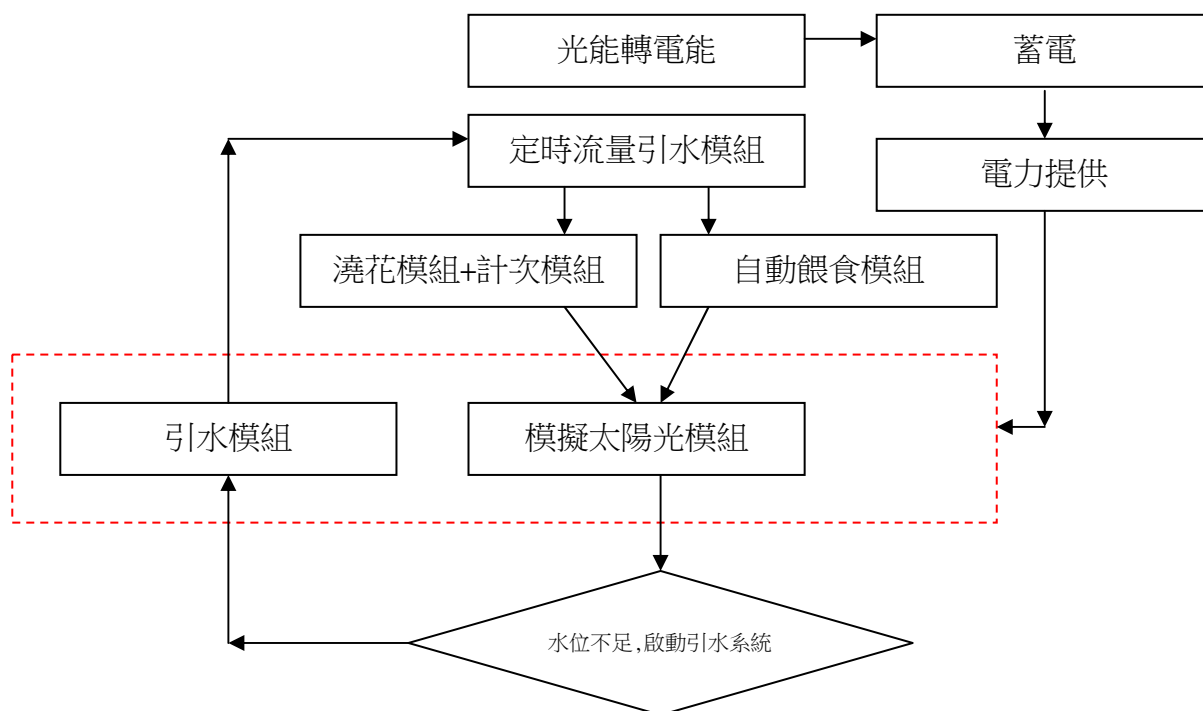 光能轉電能
蓄電
定時流量引水模組
電力提供
澆花模組+計次模組
自動餵食模組
引水模組
模擬太陽光模組
水位不足,啟動引水系統